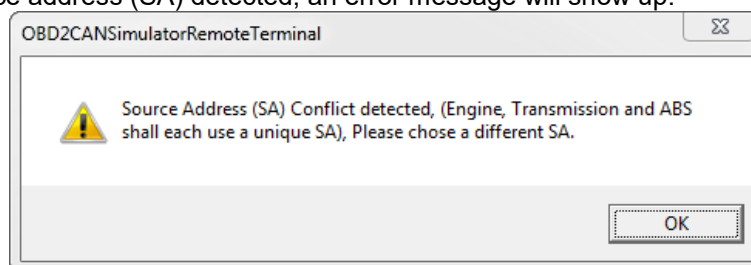 se address (SA) detected, an error message will show up.
OBD2CANSimulatorRemoteTerminal
Source Address (SA) Conflict detected, (Engine, Transmission and ABS
shall each use a unique SA), Please chose a different SA.
OK